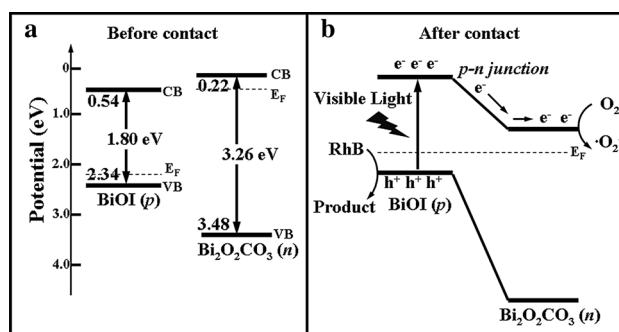 a
Before contact
Potential (eV)
0
1.0
2.0
3.0
4.0
CB
0.54
1.80 eV
2.34
E_F
VB
BiOI (p)
CB
0.22
E_F
3.26 eV
3.48
VB
Bi₂O₂CO₃ (n)
b
After contact
e⁻ e⁻ e⁻
p-n junction
e⁻
e⁻ e⁻
Visible Light
O₂
·O₂⁻
E_F
RhB
h⁺ h⁺ h⁺
Product
BiOI (p)
Bi₂O₂CO₃ (n)